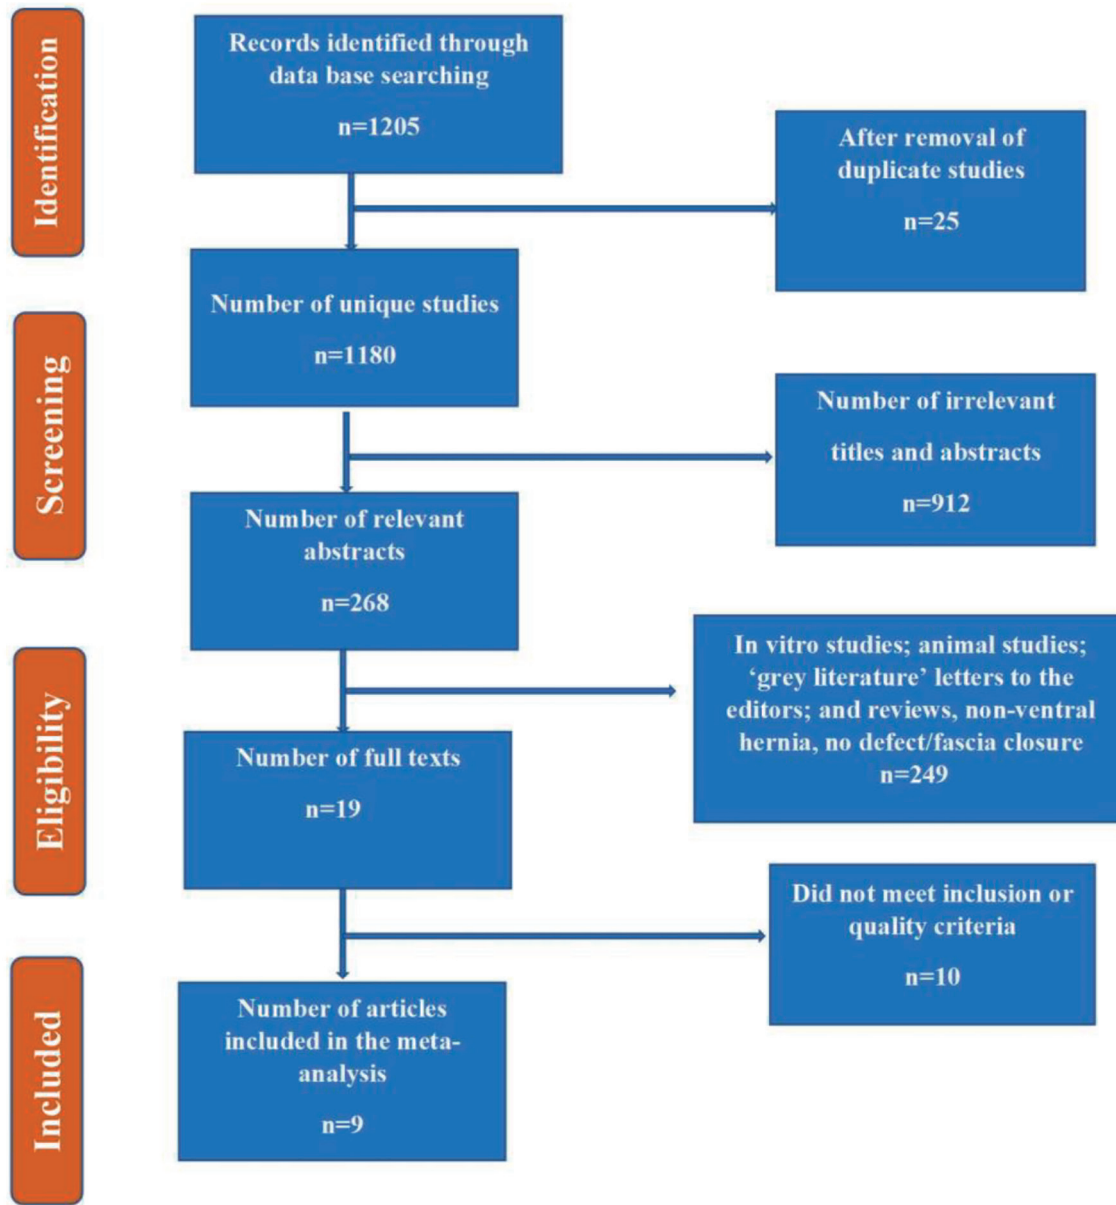 Identification
Records identified through
data base searching
n=1205
After removal of
duplicate studies
n=25
Screening
Number of unique studies
n=1180
Number of irrelevant
titles and abstracts
n=912
Number of relevant
abstracts
n=268
Eligibility
In vitro studies; animal studies;
‘grey literature’ letters to the
editors; and reviews, non-ventral
hernia, no defect/fascia closure
n=249
Number of full texts
n=19
Did not meet inclusion or
quality criteria
n=10
Included
Number of articles
included in the meta-
analysis
n=9